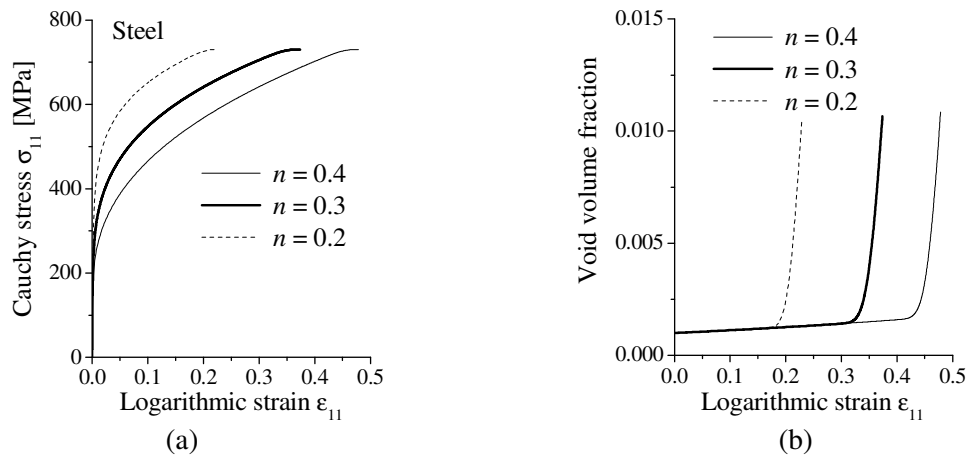 800
600
400
200
0
Cauchy stress σ₁₁ [MPa]
Steel
n = 0.4
n = 0.3
n = 0.2
0.0 0.1 0.2 0.3 0.4 0.5
Logarithmic strain ε₁₁
(a)
0.015
0.010
0.005
0.000
Void volume fraction
n = 0.4
n = 0.3
n = 0.2
0.0 0.1 0.2 0.3 0.4 0.5
Logarithmic strain ε₁₁
(b)